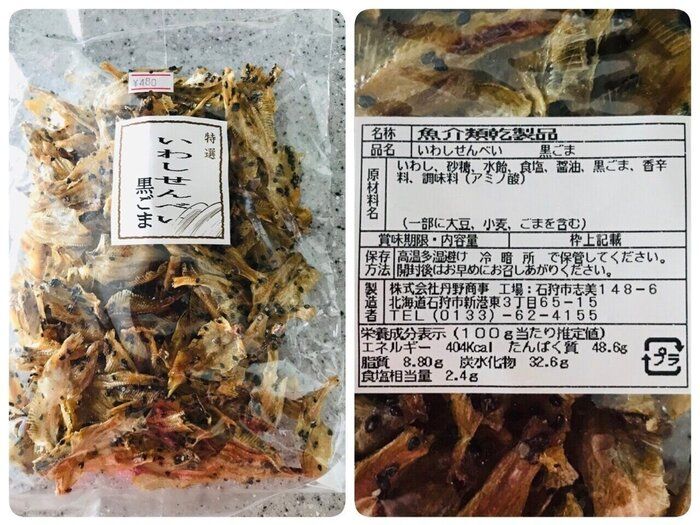 ¥480
特選
いわしせんべい
黒ごま
名称 魚介類乾製品
品名 いわしせんべい 黒ごま
原材料名 いわし、砂糖、水飴、食塩、醤油、黒ごま、香辛
料、調味料(アミノ酸)
(一部に大豆、小麦、ごまを含む)
賞味期限・内容量 枠上記載
保存方法 高温多湿避け 冷 暗 所 で保管してください。
開封後はお早めにお召しあがりください。
製造者 株式会社丹野商事 工場:石狩市志美148-6
北海道石狩市新港東3丁目65-15
TEL(0133)-62-4155
栄養成分表示(100g当たり推定値)
エネルギー 404Kcal たんぱく質 48.6g
脂質 8.80g 炭水化物 32.6g
食塩相当量 2.4g
プラ